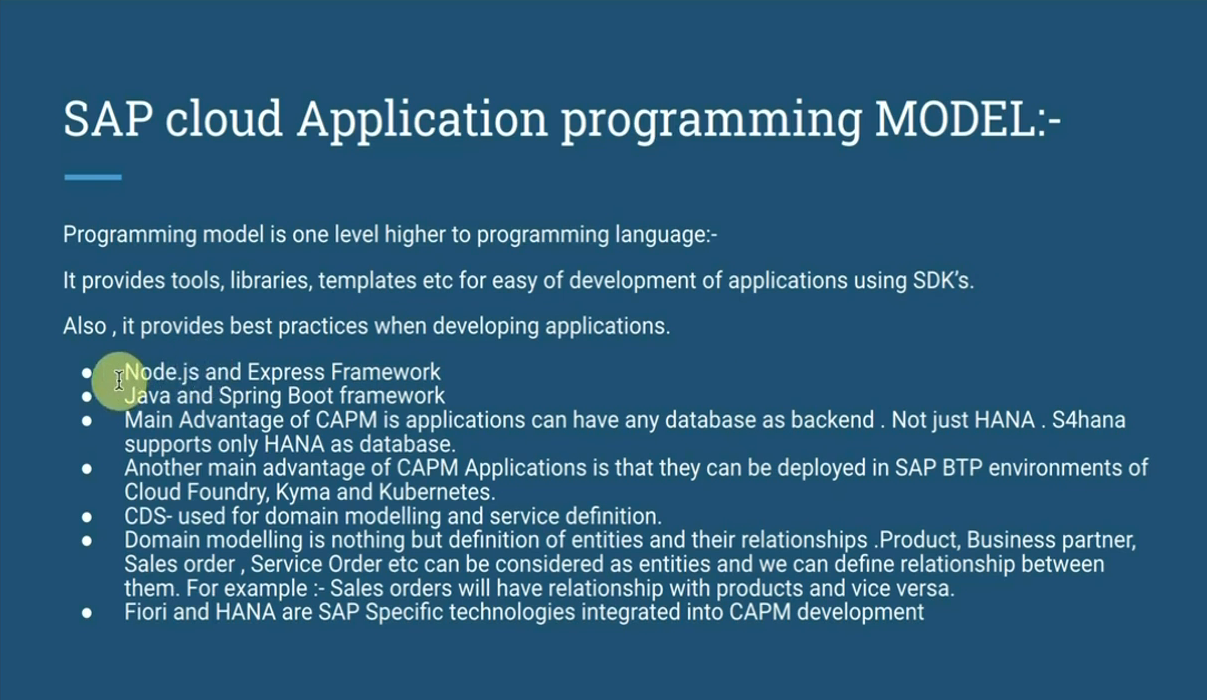 SAP cloud Application programming MODEL:-
Programming model is one level higher to programming language:-
It provides tools, libraries, templates etc for easy of development of applications using SDK’s.
Also , it provides best practices when developing applications.
● Node.js and Express Framework
● Java and Spring Boot framework
● Main Advantage of CAPM is applications can have any database as backend . Not just HANA . S4hana
supports only HANA as database.
● Another main advantage of CAPM Applications is that they can be deployed in SAP BTP environments of
Cloud Foundry, Kyma and Kubernetes.
● CDS- used for domain modelling and service definition.
● Domain modelling is nothing but definition of entities and their relationships .Product, Business partner,
Sales order , Service Order etc can be considered as entities and we can define relationship between
them. For example :- Sales orders will have relationship with products and vice versa.
● Fiori and HANA are SAP Specific technologies integrated into CAPM development